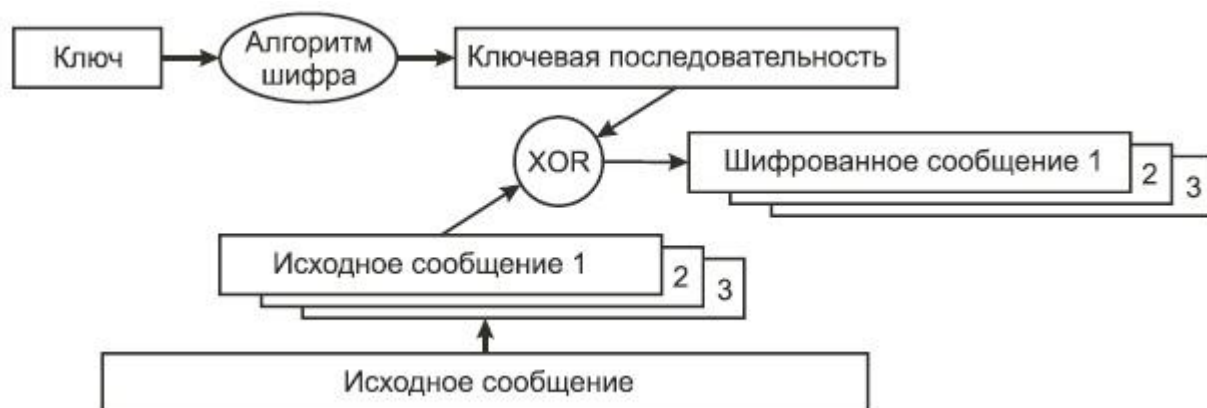 Ключ
Алгоритм
шифра
Ключевая последовательность
XOR
Шифрованное сообщение 1
2
3
Исходное сообщение 1
2
3
Исходное сообщение